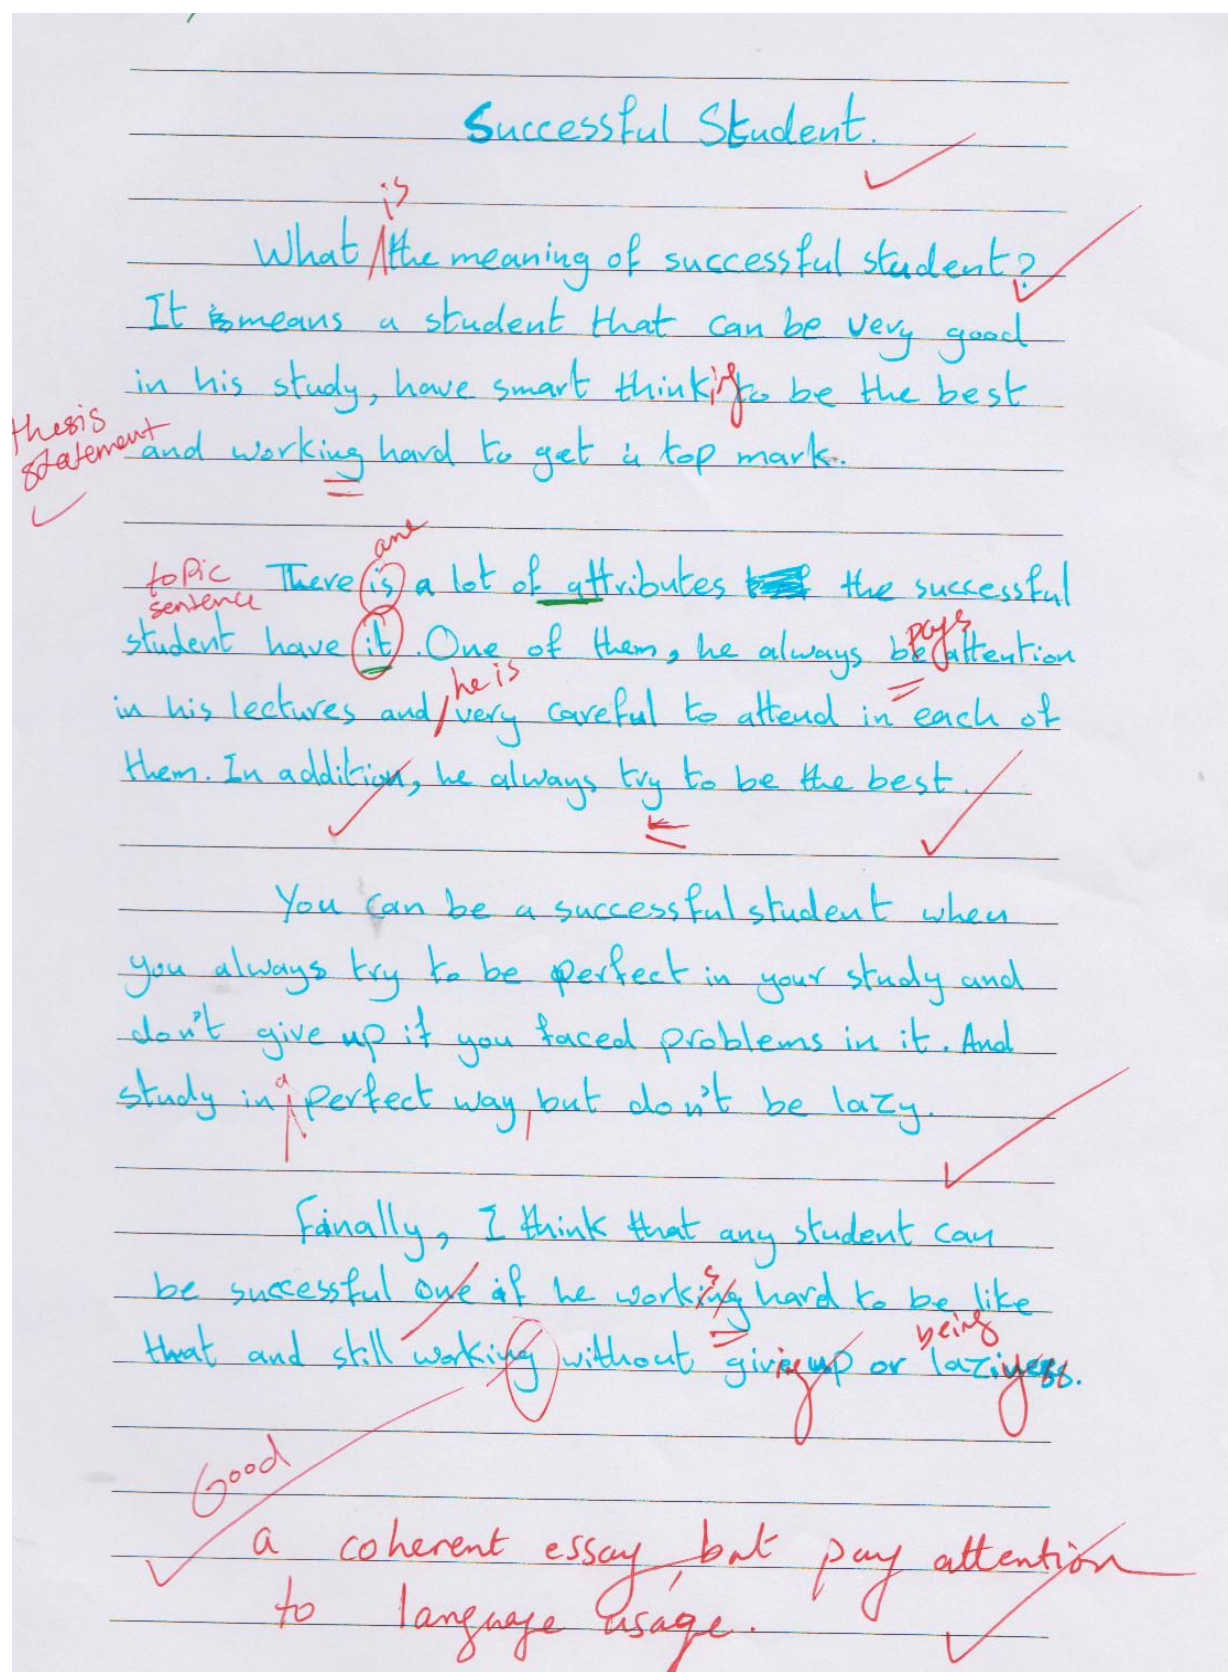 Successful Student.
is
What the meaning of successful student?
It means a student that can be very good
in his study, have smart thinking to be the best
thesis
statement
and working hard to get a top mark.
are
topic
sentence
There is a lot of attributes the successful
pays
student have it. One of them, he always be attention
he is
in his lectures and very careful to attend in each of
them. In addition, he always try to be the best.
You can be a successful student when
you always try to be perfect in your study and
don't give up if you faced problems in it. And
a
study in perfect way, but don't be lazy.
Finally, I think that any student can
s
be successful one if he working hard to be like
being
that and still working without giving up or laziness.
Good
a coherent essay, but pay attention
to language usage.